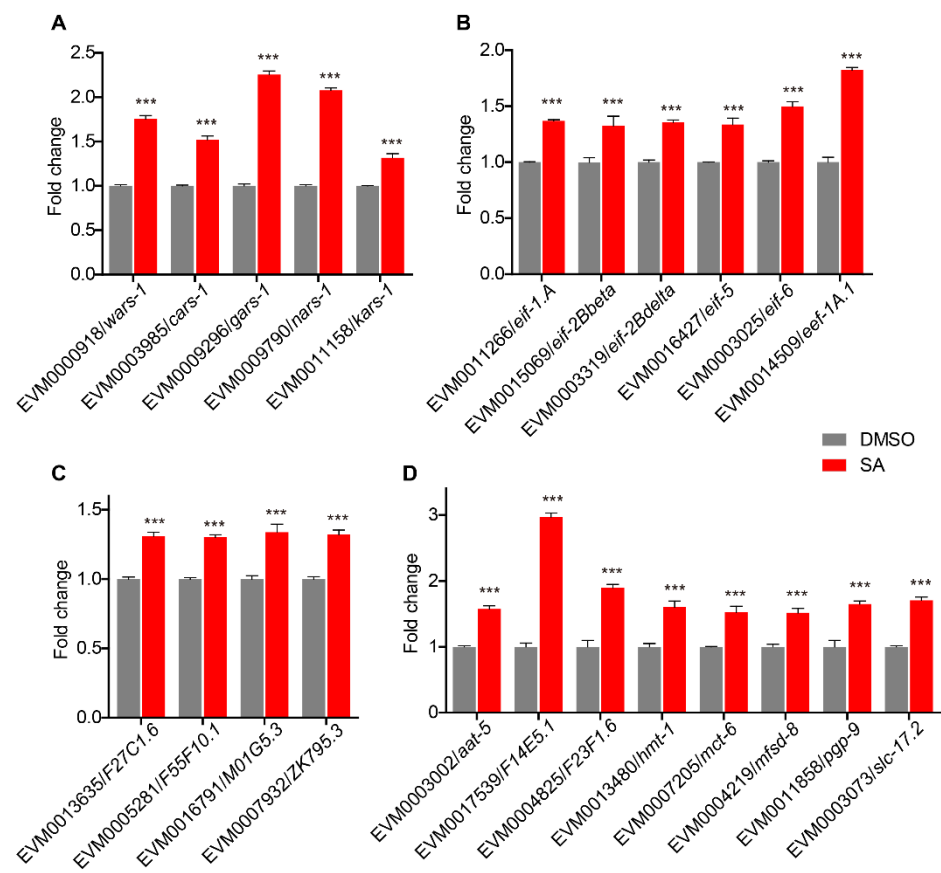 A
Fold change
2.5
2.0
1.5
1.0
0.5
0.0
***
***
***
***
***
EVM0000918/wars-1
EVM0003985/cars-1
EVM0009296/gars-1
EVM0009790/nars-1
EVM0011158/kars-1
B
Fold change
2.0
1.5
1.0
0.5
0.0
***
***
***
***
***
***
EVM0011266/eif-1.A
EVM0015069/eif-2Bbeta
EVM0003319/eif-2Bdelta
EVM0016427/eif-5
EVM0003025/eif-6
EVM0014509/eef-1A.1
DMSO
SA
C
Fold change
1.5
1.0
0.5
0.0
***
***
***
***
EVM0013635/F27C1.6
EVM0005281/F55F10.1
EVM0016791/M01G5.3
EVM0007932/ZK795.3
D
Fold change
3
2
1
0
***
***
***
***
***
***
***
***
EVM0003002/aat-5
EVM0017539/F14E5.1
EVM0004825/F23F1.6
EVM0013480/hmt-1
EVM0007205/mct-6
EVM0004219/mfsd-8
EVM0011858/pgp-9
EVM0003073/slc-17.2